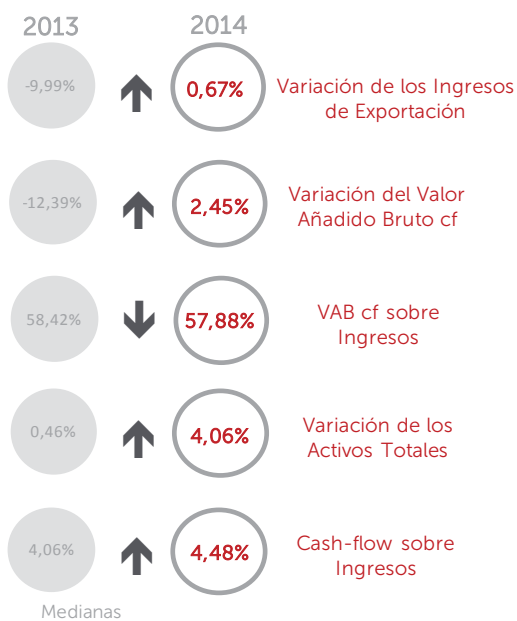 2013
2014
-9,99%
0,67%
Variación de los Ingresos
de Exportación
-12,39%
2,45%
Variación del Valor
Añadido Bruto cf
58,42%
57,88%
VAB cf sobre
Ingresos
0,46%
4,06%
Variación de los
Activos Totales
4,06%
4,48%
Cash-flow sobre
Ingresos
Medianas